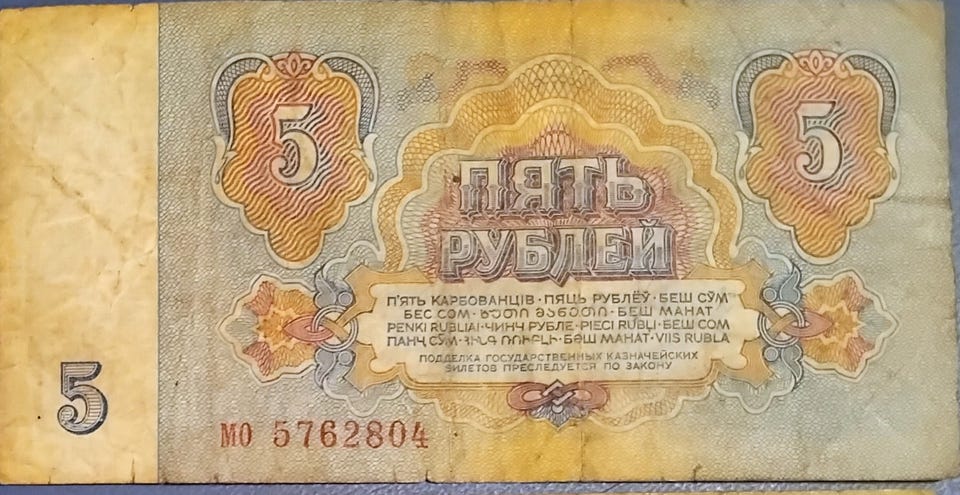 5
5
ПЯТЬ
РУБЛЕЙ
П'ЯТЬ КАРБОВАНЦІВ · ПЯЦЬ РУБЛЁЎ · БЕШ СЎМ
БЕС СОМ · ხუთი მანეთი · БЕШ МАНАТ
PENKI RUBLIAI · ЧИНЧ РУБЛЕ · PIECI RUBĻI · БЕШ СОМ
ПАНҶ СӮМ · ՀԻՆԳ ՌՈՒԲԼԻ · БӘШ МАНАТ · VIIS RUBLA
ПОДДЕЛКА ГОСУДАРСТВЕННЫХ КАЗНАЧЕЙСКИХ
БИЛЕТОВ ПРЕСЛЕДУЕТСЯ ПО ЗАКОНУ
5
МО 5762804